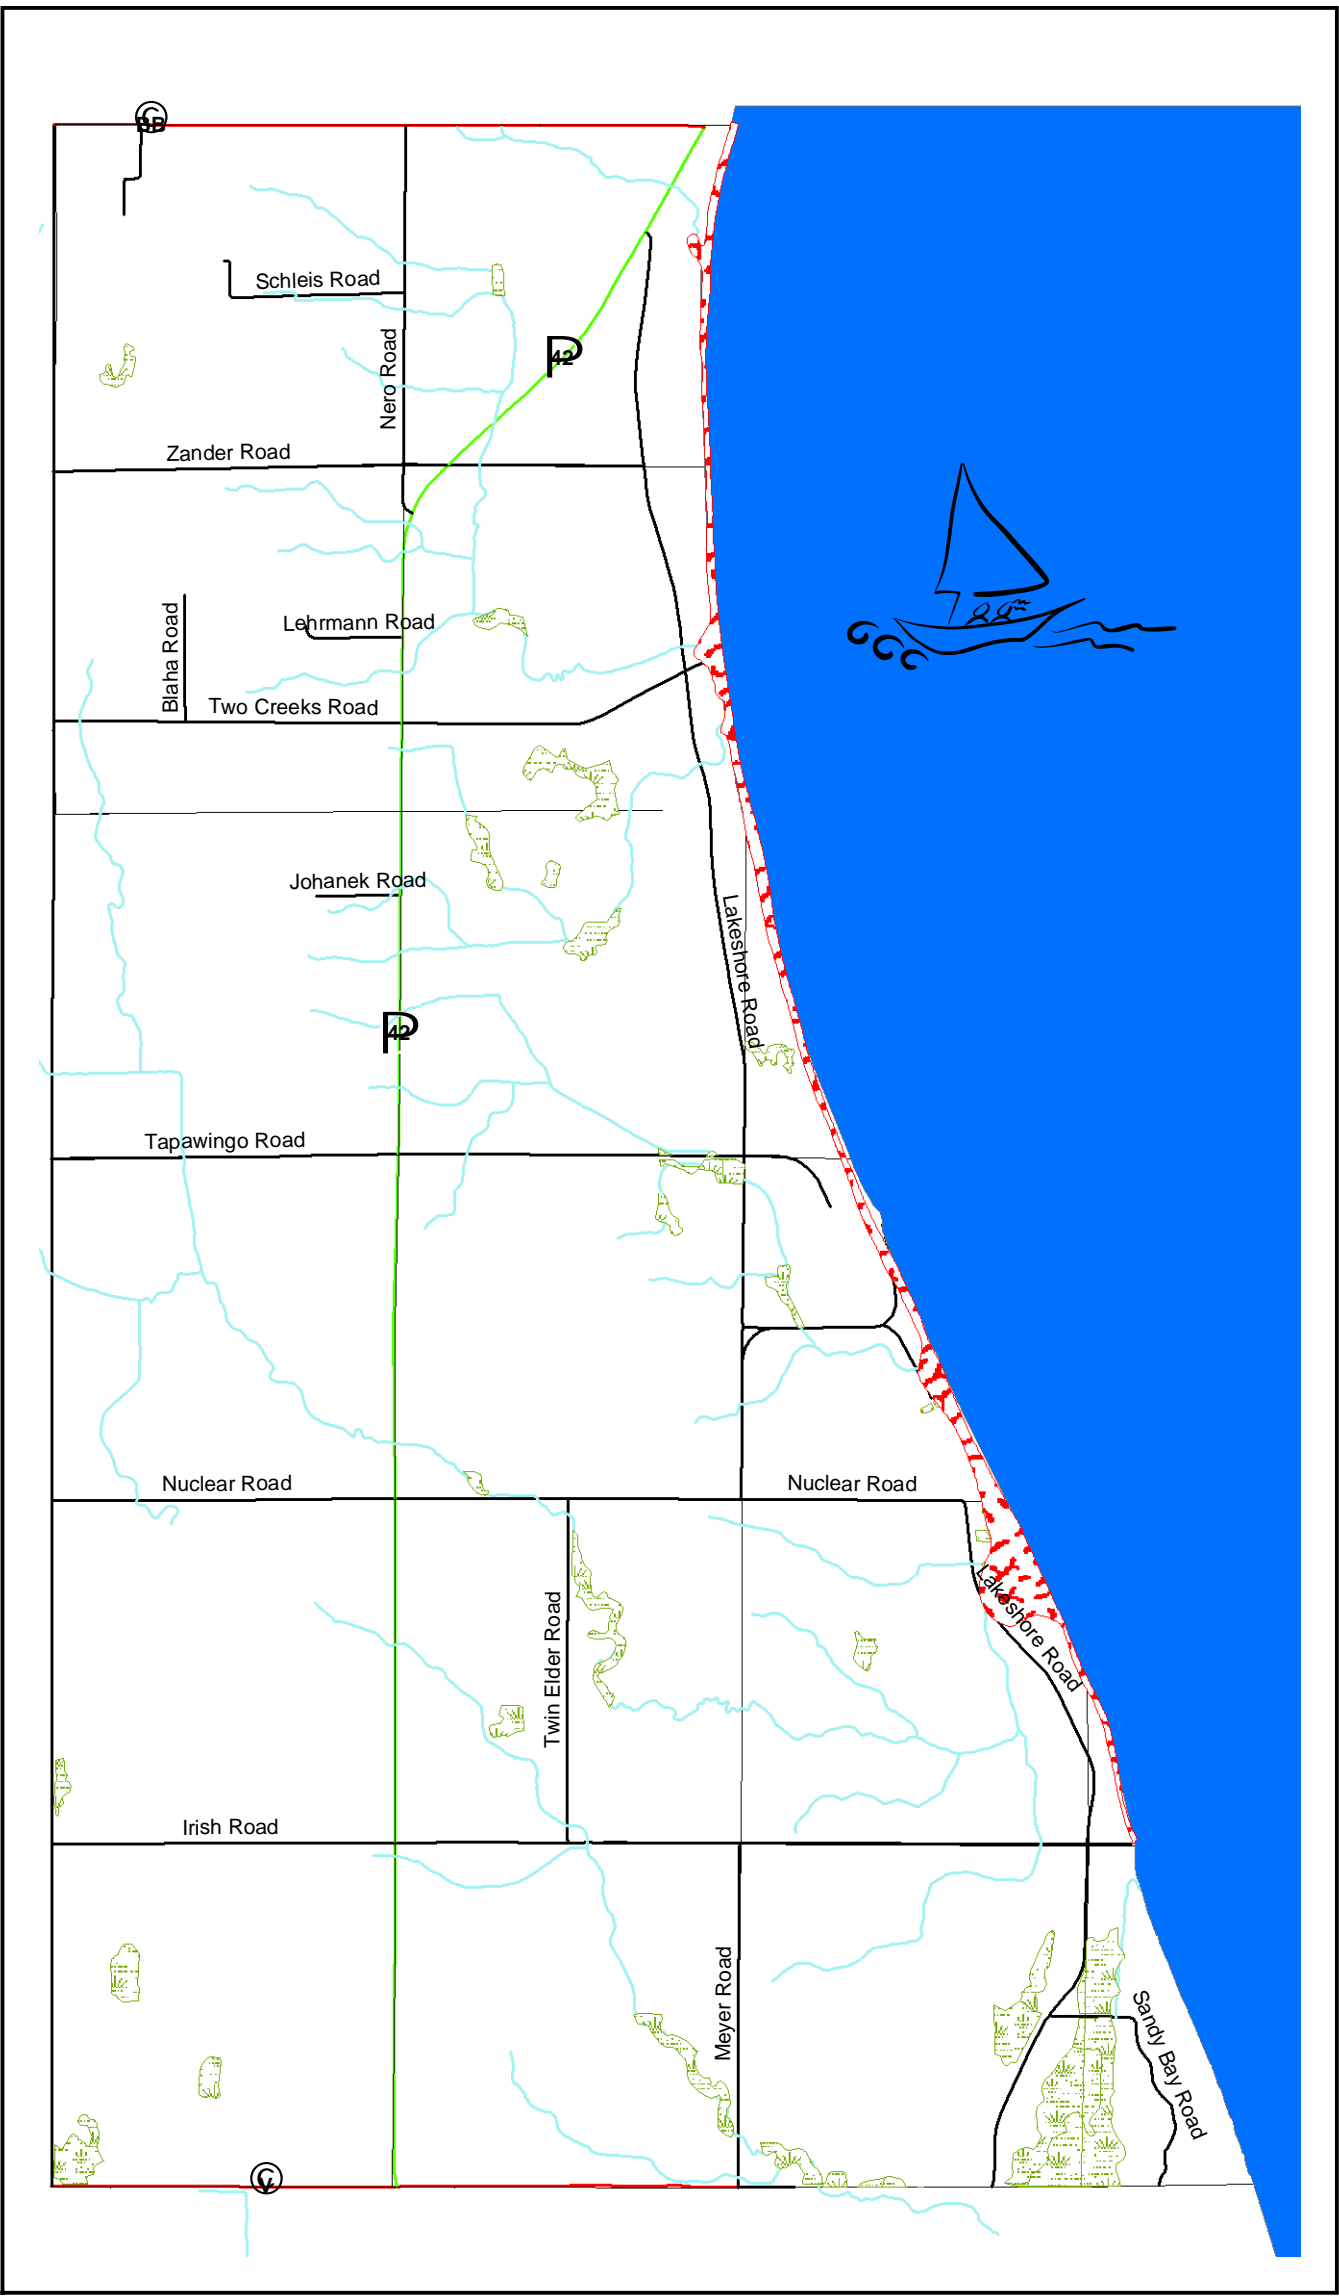 C
BB
Schleis Road
Nero Road
P
42
Zander Road
Blaha Road
Lehrmann Road
Two Creeks Road
Johanek Road
Lakeshore Road
P
42
Tapawingo Road
Nuclear Road
Nuclear Road
Lakeshore Road
Twin Elder Road
Irish Road
Meyer Road
Sandy Bay Road
C
V